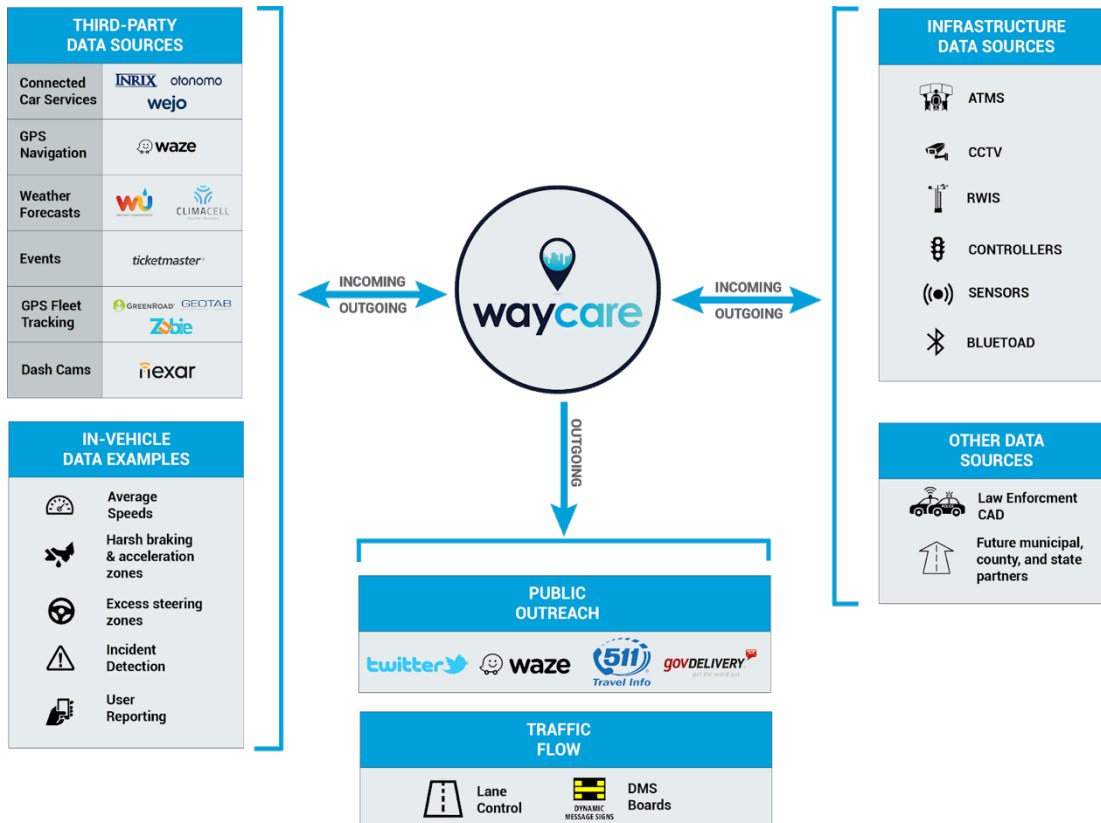 THIRD-PARTY
DATA SOURCES
Connected
Car Services
INRIX otonomo
wejo
GPS
Navigation
waze
Weather
Forecasts
wu
CLIMACELL
Events
ticketmaster
GPS Fleet
Tracking
GREENROAD GEOTAB
Zubie
Dash Cams
nexar
IN-VEHICLE
DATA EXAMPLES
Average
Speeds
Harsh braking
& acceleration
zones
Excess steering
zones
Incident
Detection
User
Reporting
INCOMING
OUTGOING
waycare
INCOMING
OUTGOING
OUTGOING
INFRASTRUCTURE
DATA SOURCES
ATMS
CCTV
RWIS
CONTROLLERS
SENSORS
BLUETOAD
OTHER DATA
SOURCES
Law Enforcment
CAD
Future municipal,
county, and state
partners
PUBLIC
OUTREACH
twitter
waze
511
Travel Info
GOVDELIVERY
get the word out
TRAFFIC
FLOW
Lane
Control
DYNAMIC
MESSAGE SIGNS
DMS
Boards